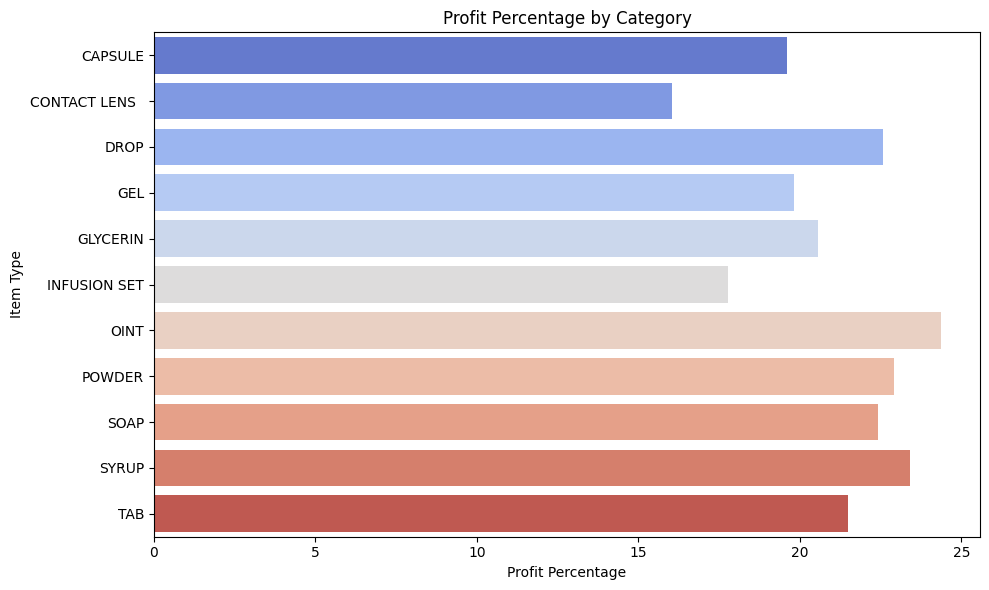 Profit Percentage by Category
CAPSULE
CONTACT LENS
DROP
GEL
GLYCERIN
INFUSION SET
OINT
POWDER
SOAP
SYRUP
TAB
Item Type
0 5 10 15 20 25
Profit Percentage